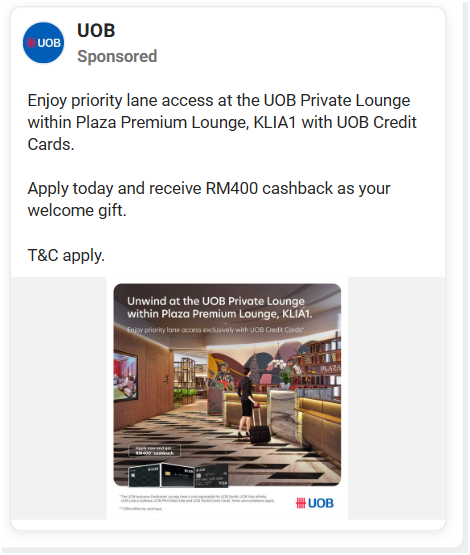 UOB
UOB
Sponsored
Enjoy priority lane access at the UOB Private Lounge
within Plaza Premium Lounge, KLIA1 with UOB Credit
Cards.
Apply today and receive RM400 cashback as your
welcome gift.
T&C apply.
Unwind at the UOB Private Lounge
within Plaza Premium Lounge, KLIA1.
Enjoy priority lane access exclusively with UOB Credit Cards*.
PLAZA
Apply now and get
RM400^ cashback
UOB